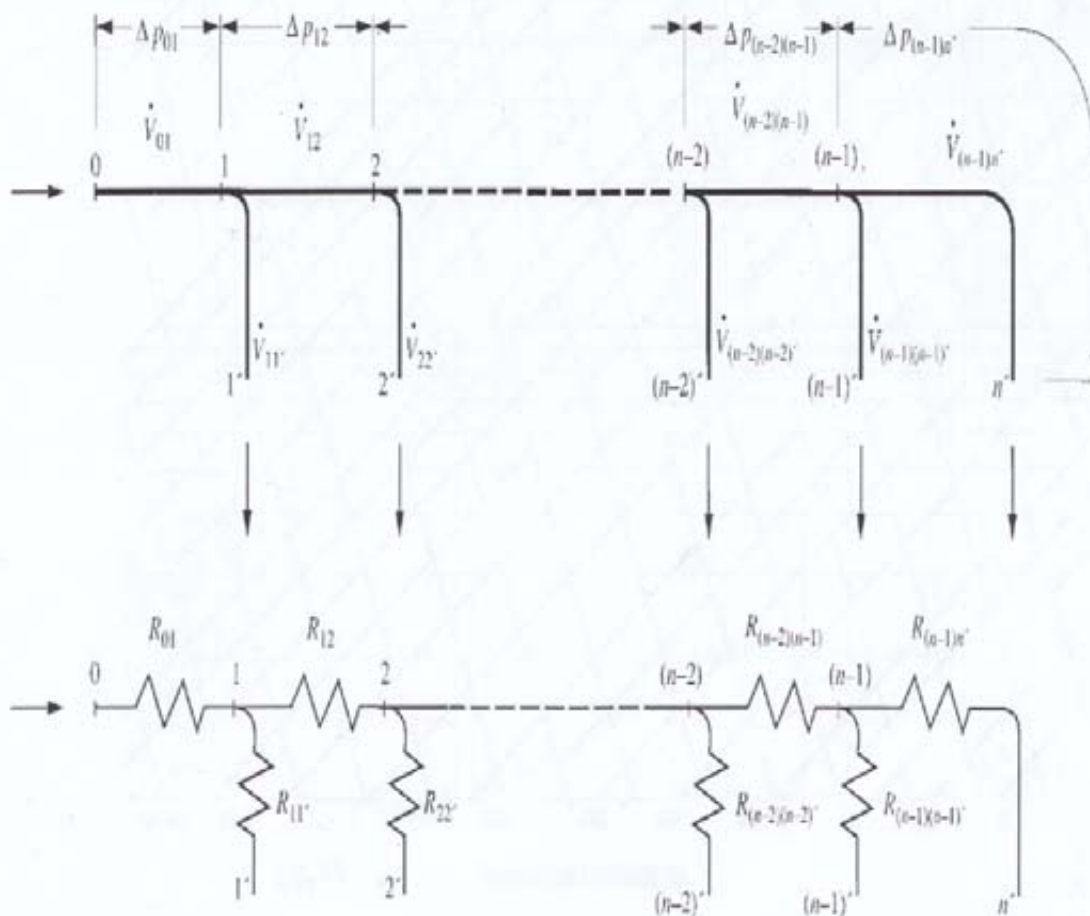 Δp₀₁ Δp₁₂ Δp₍ₙ₋₂₎₍ₙ₋₁₎ Δp₍ₙ₋₁₎ₙ´
V̇₀₁ V̇₁₂ V̇₍ₙ₋₂₎₍ₙ₋₁₎ V̇₍ₙ₋₁₎ₙ´
0 1 2 (n–2) (n–1)
V̇₁₁´ V̇₂₂´ V̇₍ₙ₋₂₎₍ₙ₋₂₎´ V̇₍ₙ₋₁₎₍ₙ₋₁₎´
1´ 2´ (n–2)´ (n–1)´ n´
R₀₁ R₁₂ R₍ₙ₋₂₎₍ₙ₋₁₎ R₍ₙ₋₁₎ₙ´
0 1 2 (n–2) (n–1)
R₁₁´ R₂₂´ R₍ₙ₋₂₎₍ₙ₋₂₎´ R₍ₙ₋₁₎₍ₙ₋₁₎´
1´ 2´ (n–2)´ (n–1)´ n´